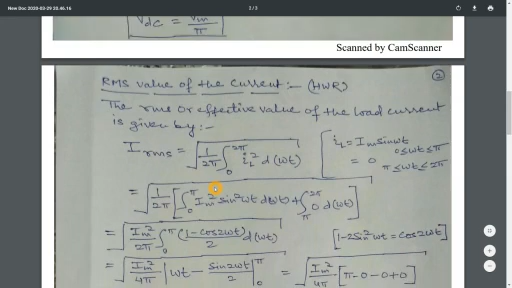 New Doc 2020-03-29 20.46.16
2 / 3
Vdc = Vm/π
Scanned by CamScanner
②
RMS value of the current:- (HWR)
The rms or effective value of the load current
is given by:-
Irms = √(1/2π ∫₀^2π iL² d(ωt)) [iL = Im sinωt 0≤ωt≤π
= 0 π≤ωt≤2π
= √(1/2π [∫₀^π Im² sin²ωt d(ωt) + ∫π^2π 0 d(ωt)])
= √(Im²/2π ∫₀^π (1-cos2ωt)/2 d(ωt)) [1-2sin²ωt = cos2ωt]
= √(Im²/4π |ωt - sin2ωt/2|₀^π) = √(Im²/4π [π-0-0+0])